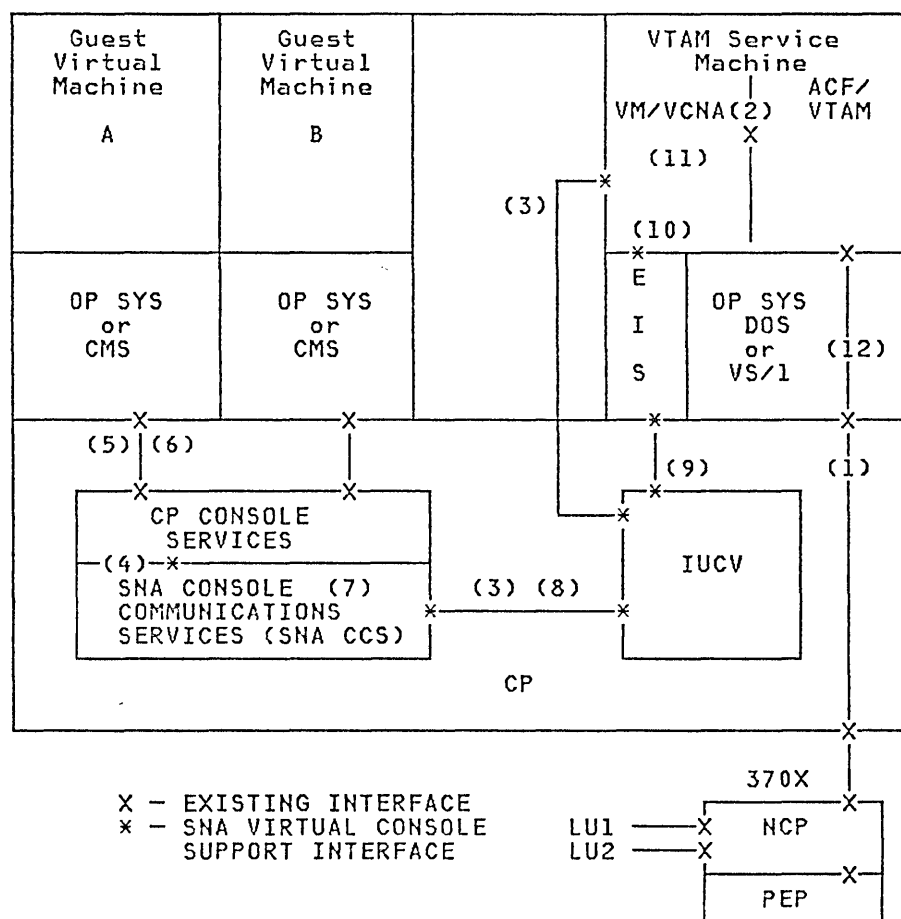 Guest
Virtual
Machine
A
Guest
Virtual
Machine
B
VTAM Service
Machine
ACF/
VM/VCNA(2) VTAM
(11)
(3)
(10)
OP SYS
or
CMS
OP SYS
or
CMS
E
I
S
OP SYS
DOS
or
VS/1
(12)
(5) (6)
(9)
(1)
CP CONSOLE
SERVICES
(4) *
SNA CONSOLE (7)
COMMUNICATIONS
SERVICES (SNA CCS)
(3) (8)
IUCV
CP
370X
X - EXISTING INTERFACE
* - SNA VIRTUAL CONSOLE
SUPPORT INTERFACE
LU1
LU2
NCP
PEP